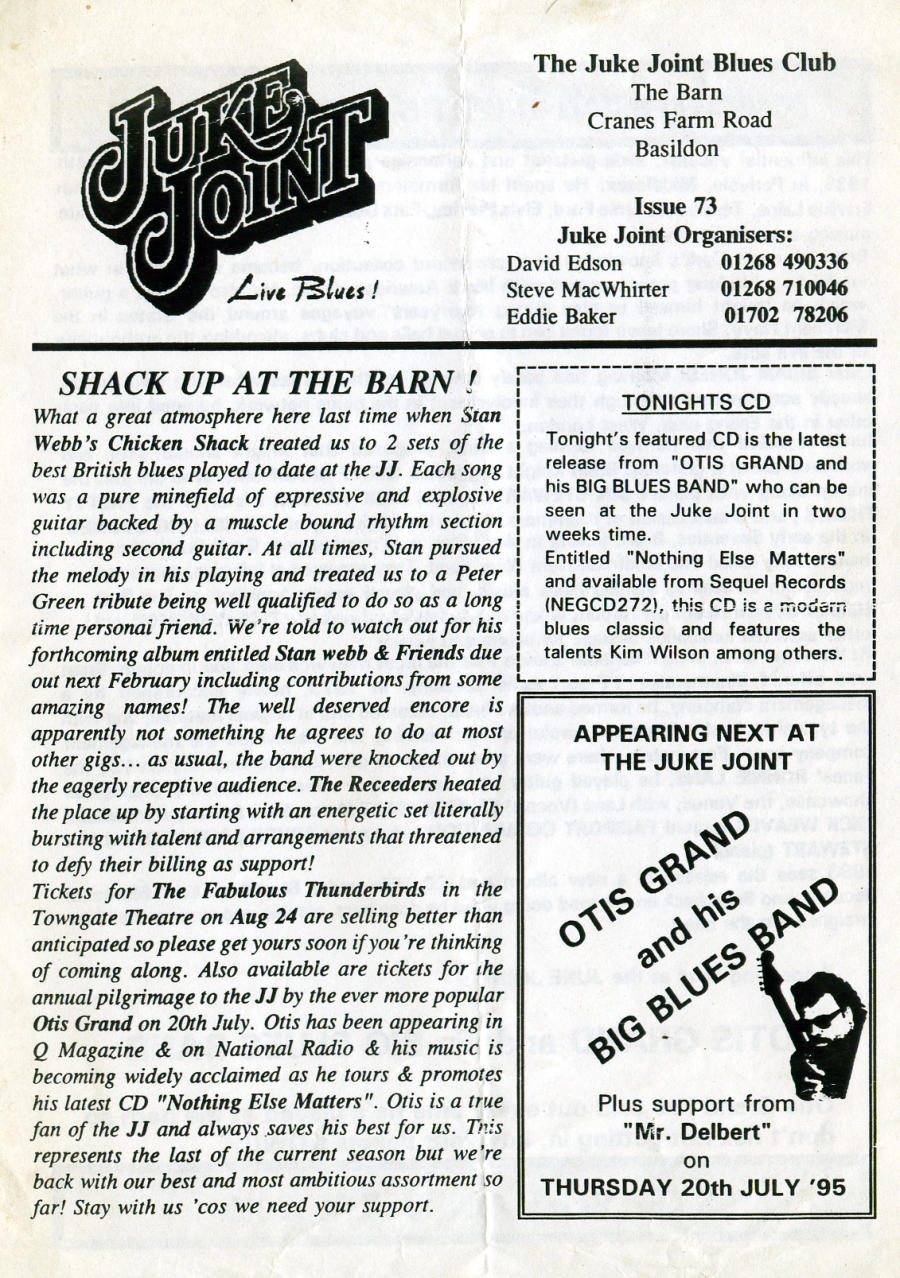 JUKE
JOINT
Live Blues!
The Juke Joint Blues Club
The Barn
Cranes Farm Road
Basildon
Issue 73
Juke Joint Organisers:
David Edson 01268 490336
Steve MacWhirter 01268 710046
Eddie Baker 01702 78206
SHACK UP AT THE BARN !
What a great atmosphere here last time when Stan
Webb's Chicken Shack treated us to 2 sets of the
best British blues played to date at the JJ. Each song
was a pure minefield of expressive and explosive
guitar backed by a muscle bound rhythm section
including second guitar. At all times, Stan pursued
the melody in his playing and treated us to a Peter
Green tribute being well qualified to do so as a long
time personal friend. We're told to watch out for his
forthcoming album entitled Stan webb & Friends due
out next February including contributions from some
amazing names! The well deserved encore is
apparently not something he agrees to do at most
other gigs... as usual, the band were knocked out by
the eagerly receptive audience. The Receeders heated
the place up by starting with an energetic set literally
bursting with talent and arrangements that threatened
to defy their billing as support!
Tickets for The Fabulous Thunderbirds in the
Towngate Theatre on Aug 24 are selling better than
anticipated so please get yours soon if you're thinking
of coming along. Also available are tickets for the
annual pilgrimage to the JJ by the ever more popular
Otis Grand on 20th July. Otis has been appearing in
Q Magazine & on National Radio & his music is
becoming widely acclaimed as he tours & promotes
his latest CD "Nothing Else Matters". Otis is a true
fan of the JJ and always saves his best for us. This
represents the last of the current season but we're
back with our best and most ambitious assortment so
far! Stay with us 'cos we need your support.
TONIGHTS CD
Tonight's featured CD is the latest
release from "OTIS GRAND and
his BIG BLUES BAND" who can be
seen at the Juke Joint in two
weeks time.
Entitled "Nothing Else Matters"
and available from Sequel Records
(NEGCD272), this CD is a modern
blues classic and features the
talents Kim Wilson among others.
APPEARING NEXT AT
THE JUKE JOINT
OTIS GRAND
and his
BIG BLUES BAND
Plus support from
"Mr. Delbert"
on
THURSDAY 20th JULY '95